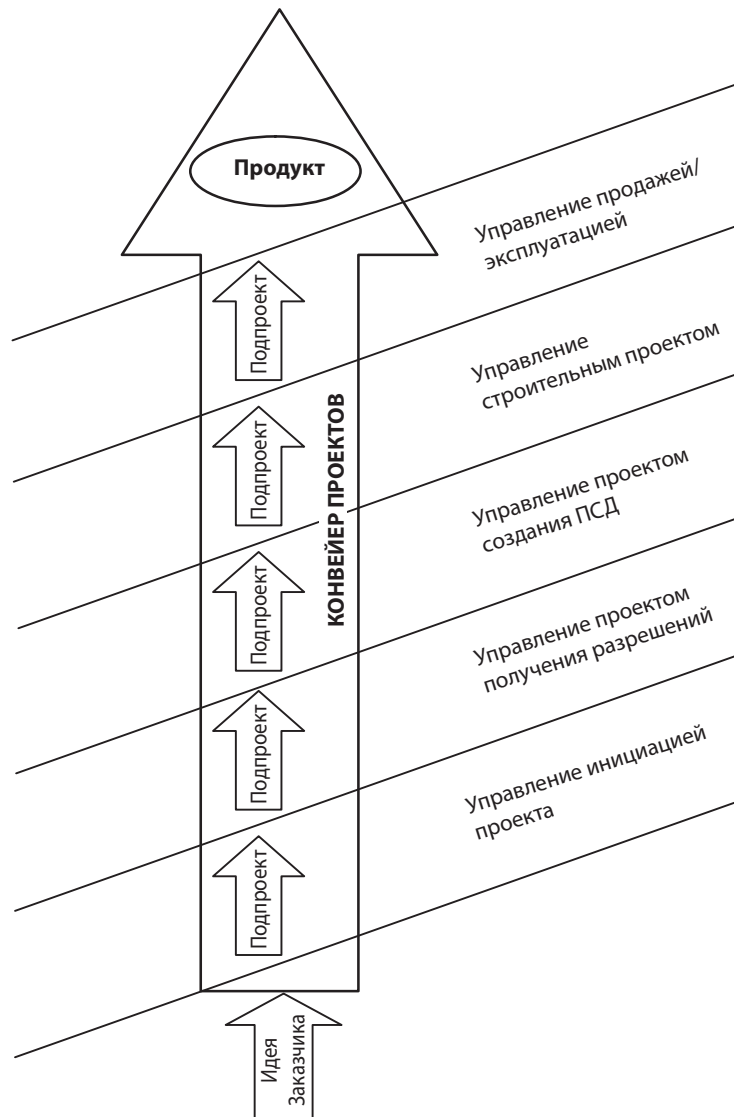 Продукт
Управление продажей/
эксплуатацией
Подпроект
Управление
строительным проектом
Подпроект
КОНВЕЙЕР ПРОЕКТОВ
Управление проектом
создания ПСД
Подпроект
Управление проектом
получения разрешений
Подпроект
Управление инициацией
проекта
Подпроект
Идея
Заказчика